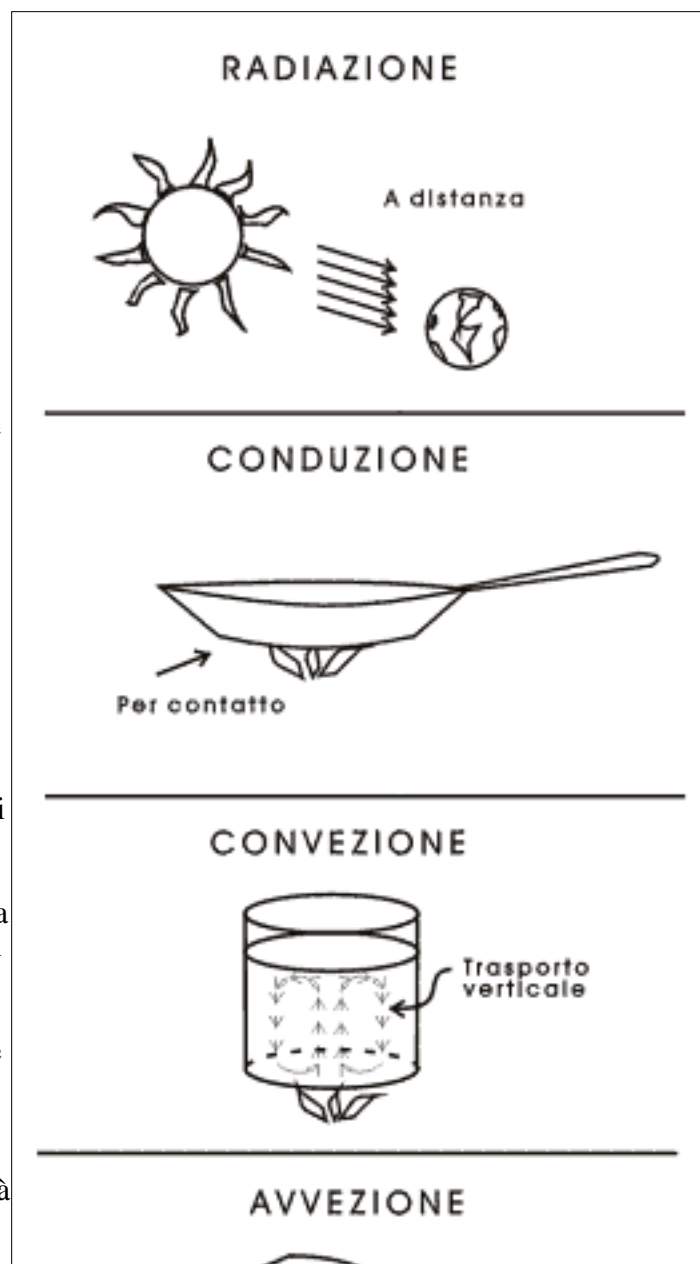 RADIAZIONE
A distanza
CONDUZIONE
Per contatto
CONVEZIONE
Trasporto
verticale
AVVEZIONE